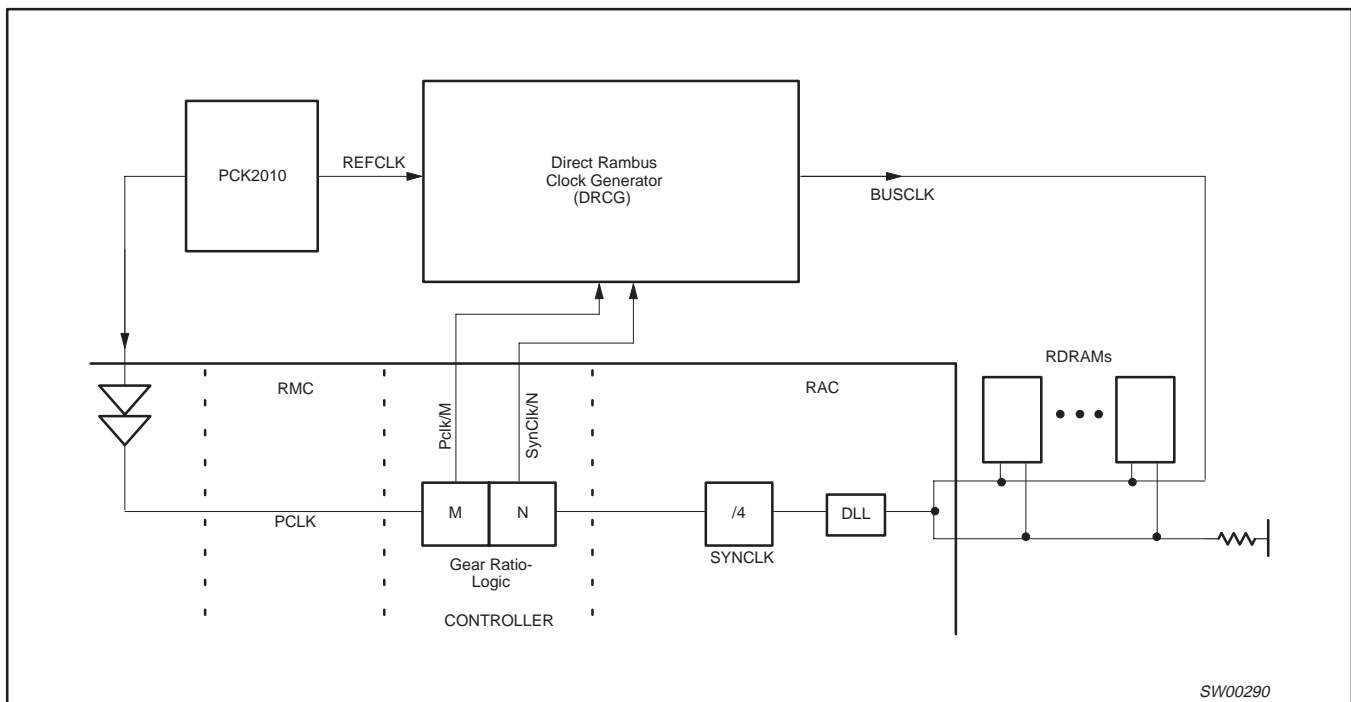 PCK2010
REFCLK
Direct Rambus
Clock Generator
(DRCG)
BUSCLK
RDRAMs
RMC
RAC
Pclk/M
SynClk/N
PCLK
M
N
/4
DLL
SYNCLK
Gear Ratio-
Logic
CONTROLLER
SW00290